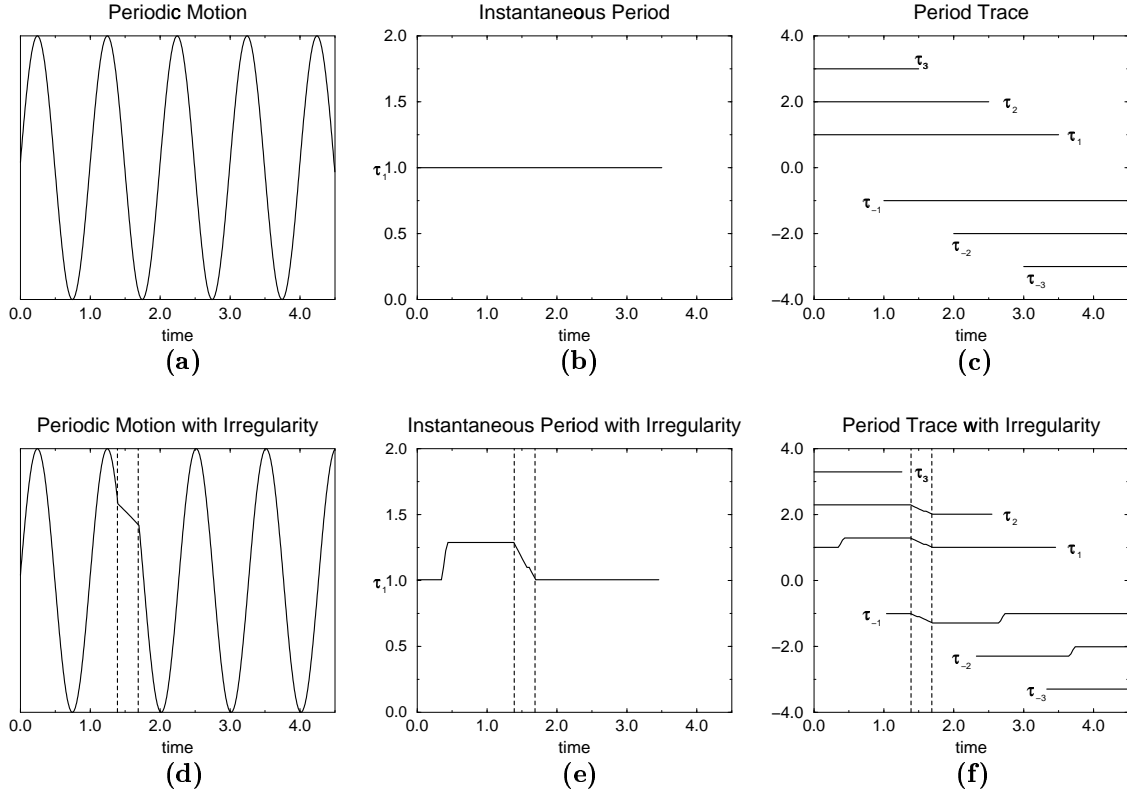 Periodic Motion
0.0 1.0 2.0 3.0 4.0
time
(a)
Instantaneous Period
2.0
1.5
τ1 1.0
0.5
0.0
0.0 1.0 2.0 3.0 4.0
time
(b)
Period Trace
4.0
τ3
2.0
τ2
τ1
0.0
τ-1
−2.0
τ-2
τ-3
−4.0
0.0 1.0 2.0 3.0 4.0
time
(c)
Periodic Motion with Irregularity
0.0 1.0 2.0 3.0 4.0
time
(d)
Instantaneous Period with Irregularity
2.0
1.5
τ1 1.0
0.5
0.0
0.0 1.0 2.0 3.0 4.0
time
(e)
Period Trace with Irregularity
4.0
τ3
2.0
τ2
τ1
0.0
τ-1
−2.0
τ-2
τ-3
−4.0
0.0 1.0 2.0 3.0 4.0
time
(f)